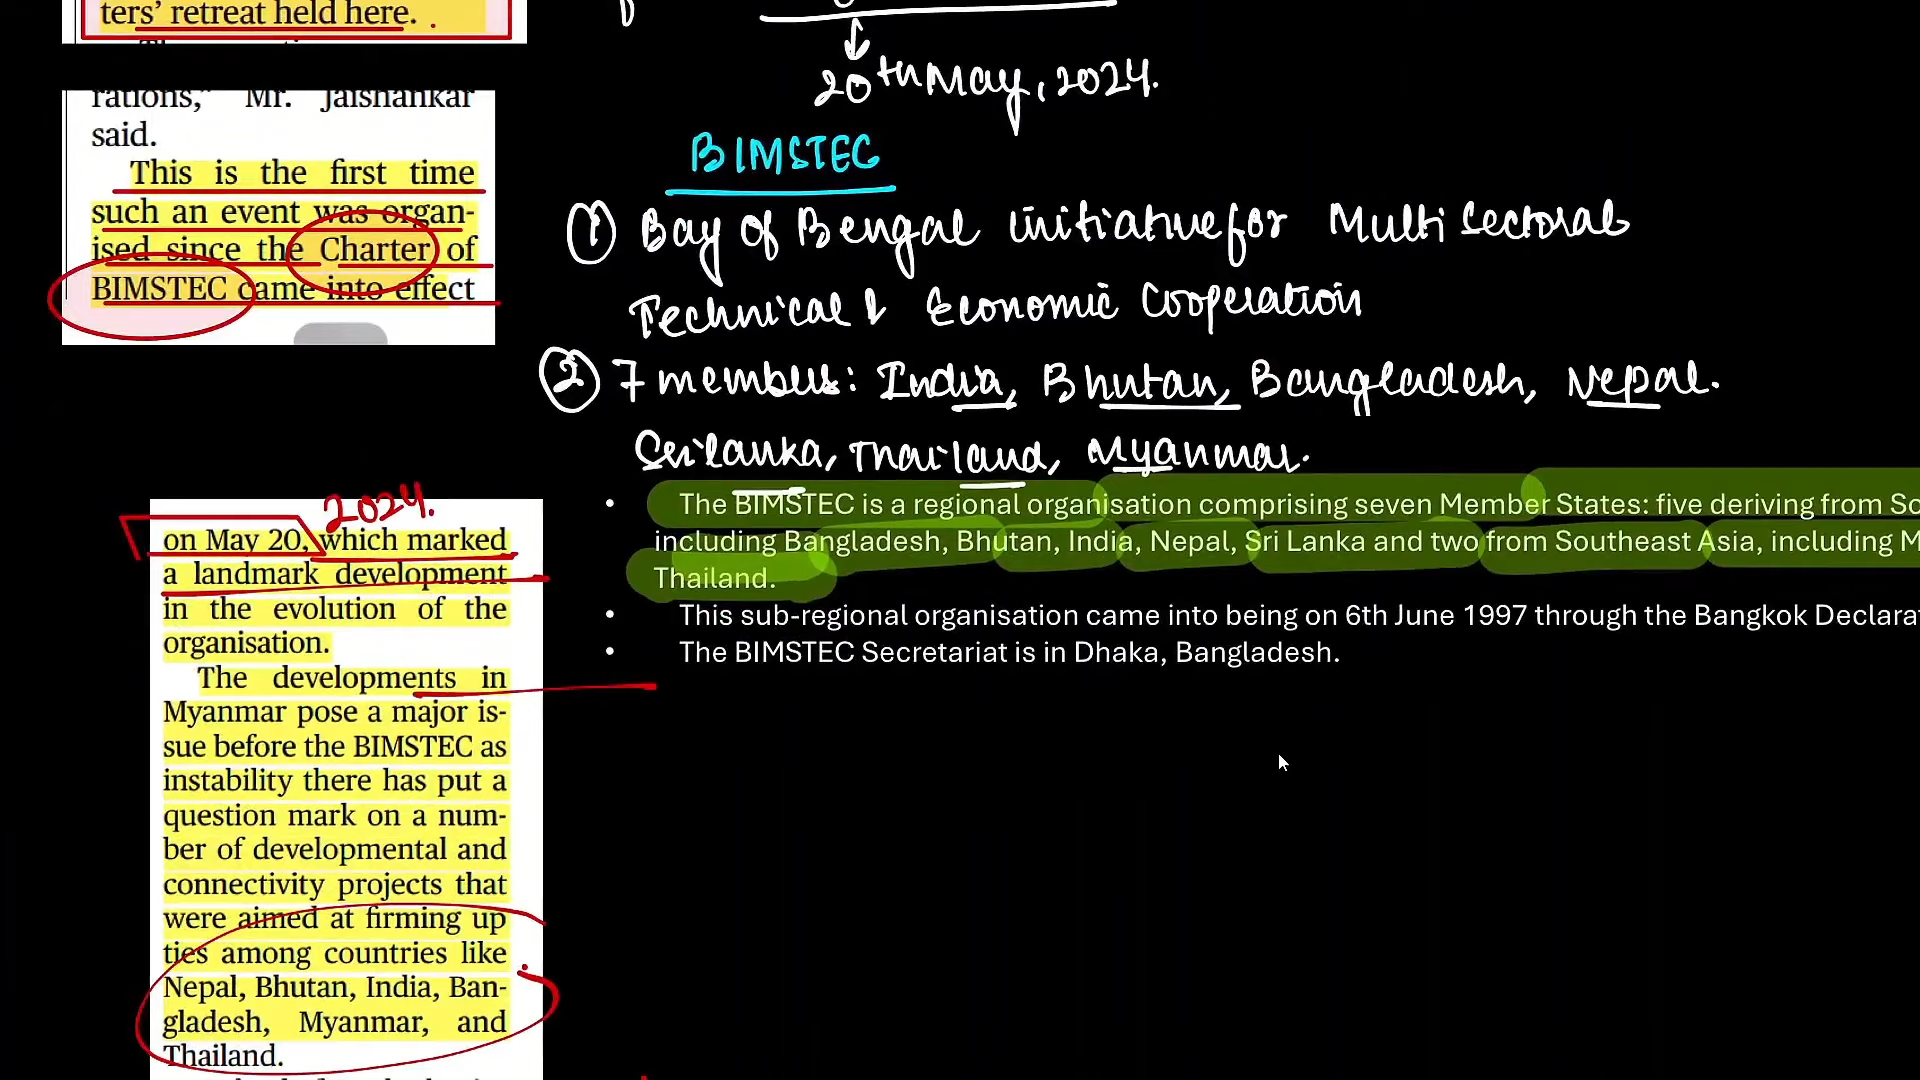 ters’ retreat held here.
rations,” Mr. Jaishankar
said.
This is the first time
such an event was organ-
ised since the Charter of
BIMSTEC came into effect
2024.
on May 20, which marked
a landmark development
in the evolution of the
organisation.
The developments in
Myanmar pose a major is-
sue before the BIMSTEC as
instability there has put a
question mark on a num-
ber of developmental and
connectivity projects that
were aimed at firming up
ties among countries like
Nepal, Bhutan, India, Ban-
gladesh, Myanmar, and
Thailand.
20th May, 2024.
BIMSTEC
① Bay of Bengal initiative for Multi Sectoral
Technical & Economic Cooperation
② 7 members: India, Bhutan, Bangladesh, Nepal.
Srilanka, Thailand, Myanmar.
• The BIMSTEC is a regional organisation comprising seven Member States: five deriving from
including Bangladesh, Bhutan, India, Nepal, Sri Lanka and two from Southeast Asia, including
Thailand.
• This sub-regional organisation came into being on 6th June 1997 through the Bangkok
• The BIMSTEC Secretariat is in Dhaka, Bangladesh.